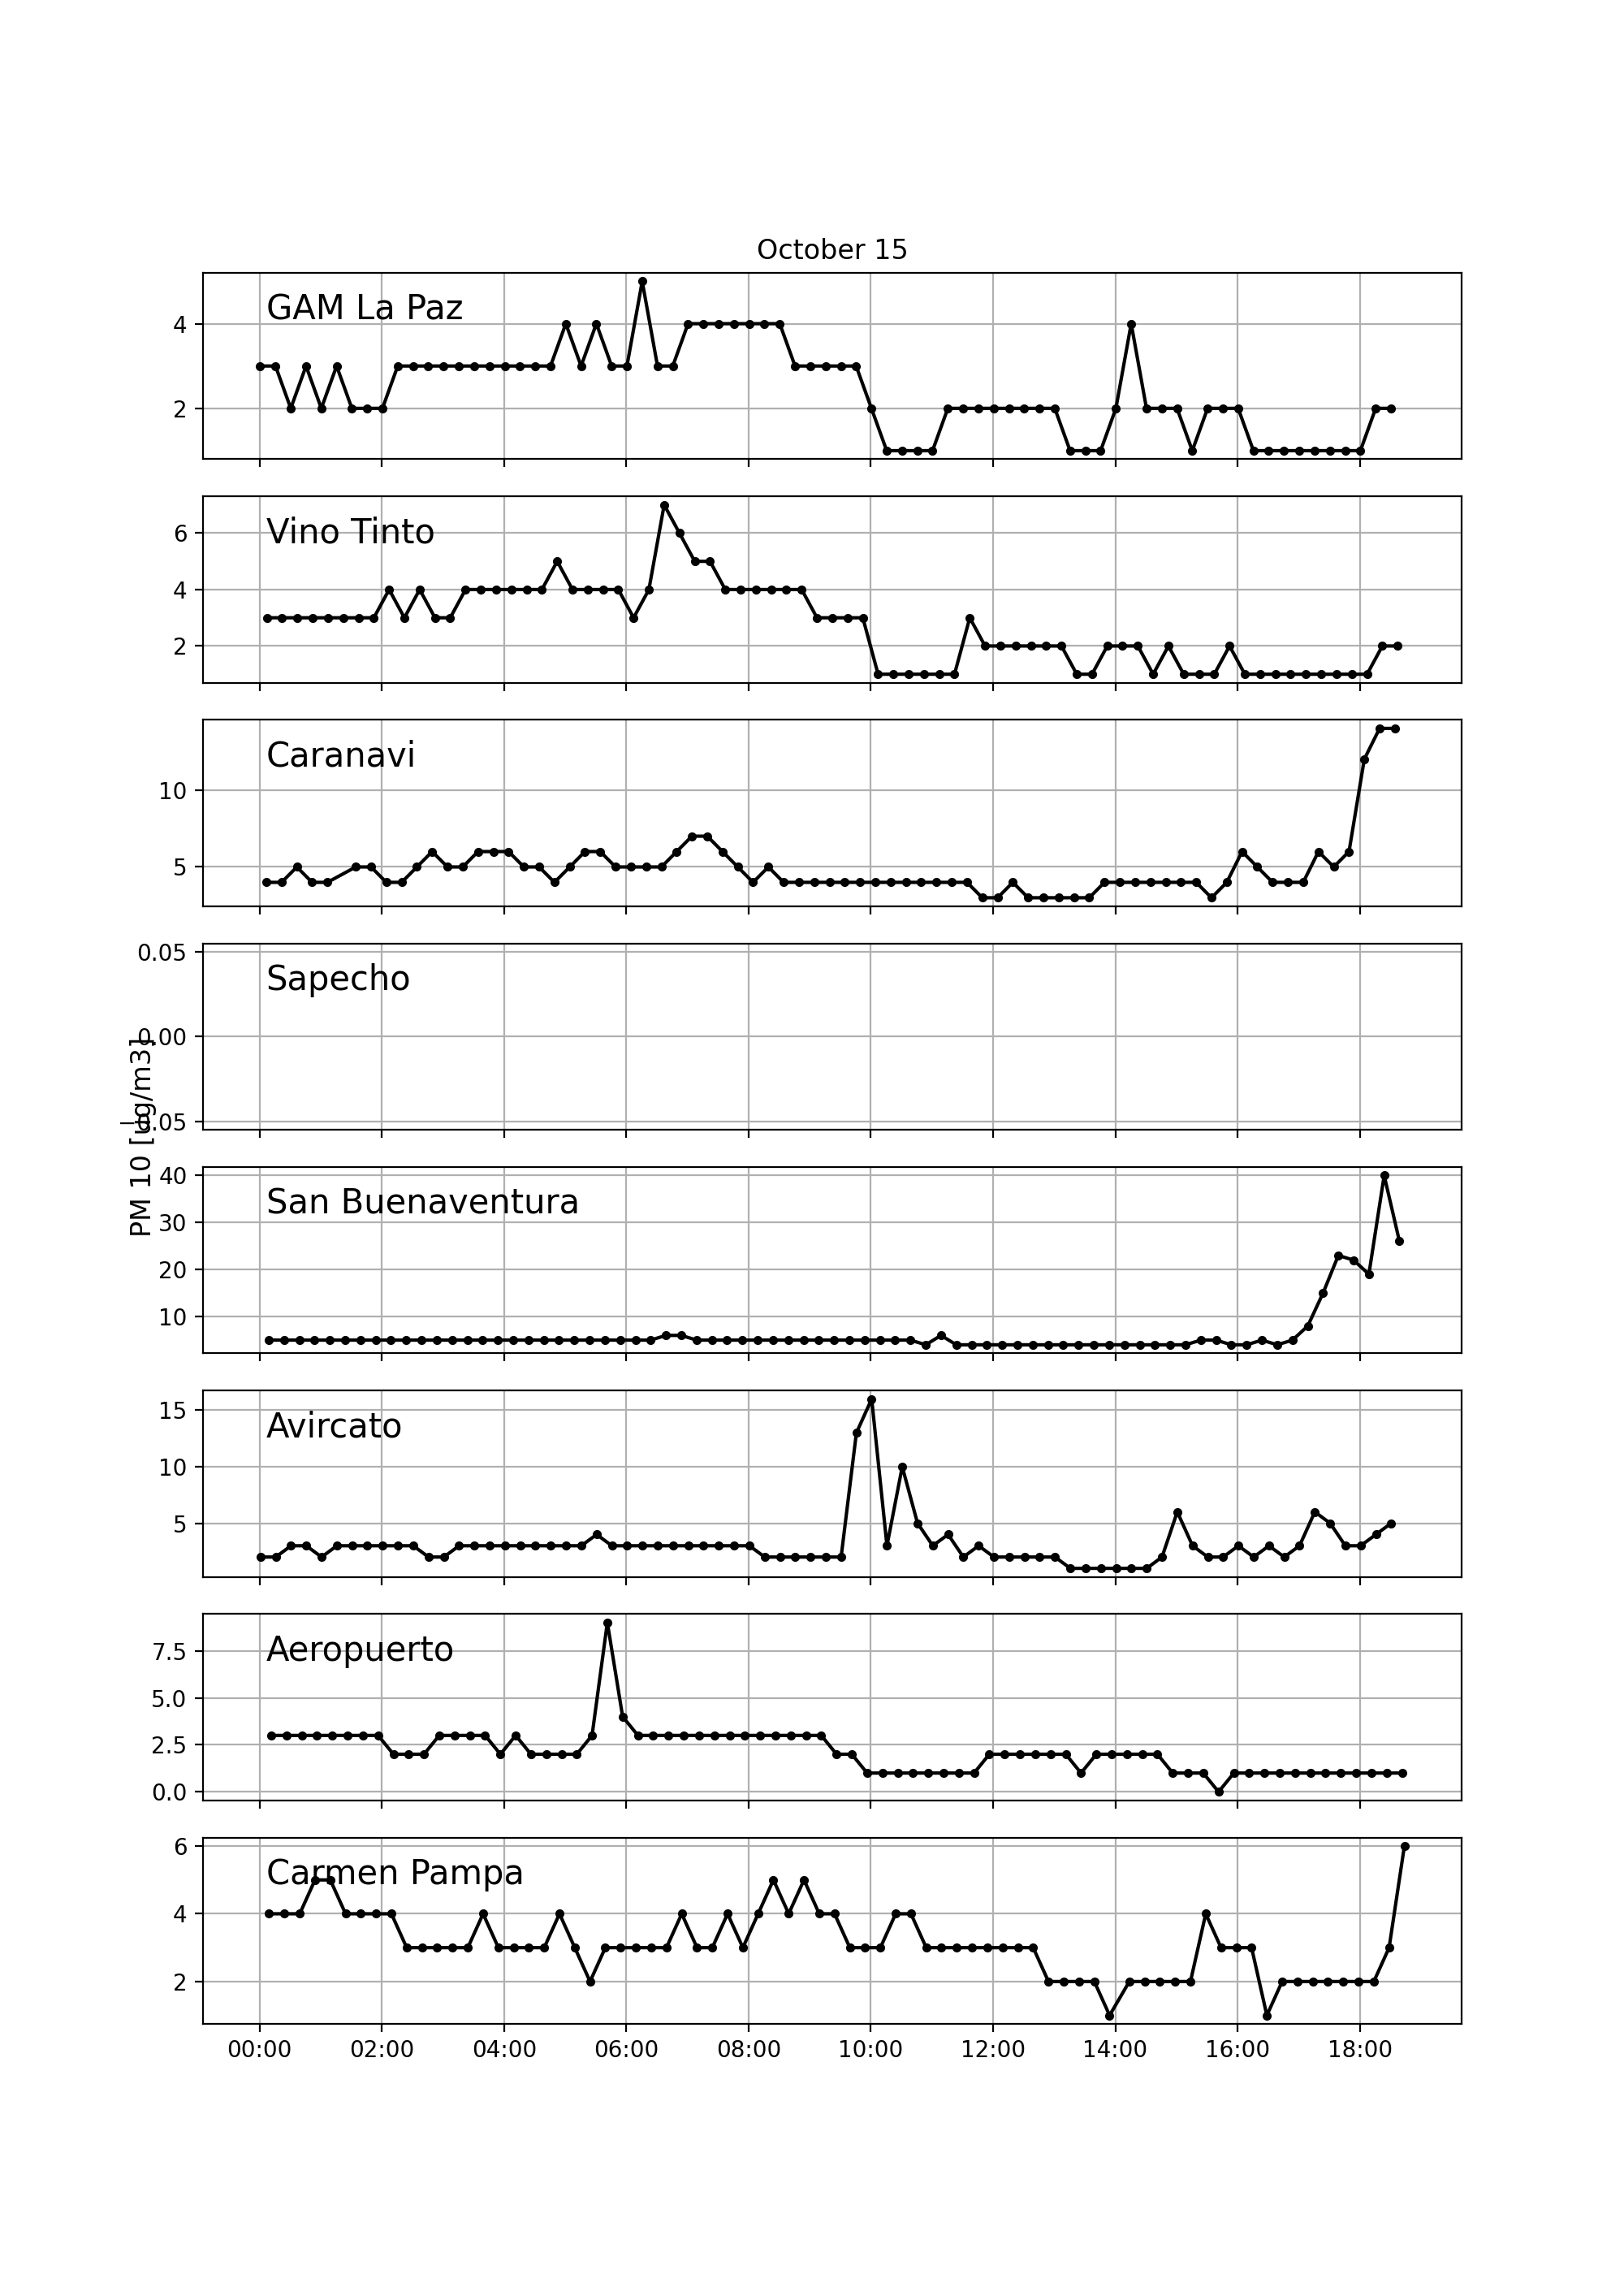 October 15
GAM La Paz
4
2
Vino Tinto
6
4
2
Caranavi
10
5
Sapecho
0.05
0.00
−0.05
PM 10 [ug/m3]
San Buenaventura
40
30
20
10
Avircato
15
10
5
Aeropuerto
7.5
5.0
2.5
0.0
Carmen Pampa
6
4
2
00:00 02:00 04:00 06:00 08:00 10:00 12:00 14:00 16:00 18:00